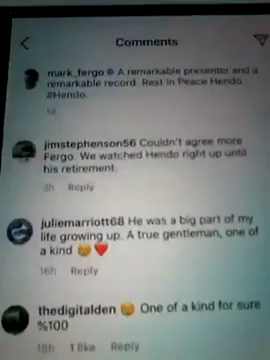 Comments
mark_fergo A remarkable presenter and a
remarkable record. Rest in Peace Hendo.
#Hendo.
1d
jimstephenson56 Couldn't agree more
Fergo. We watched Hendo right up until
his retirement.
3h Reply
juliemarriott68 He was a big part of my
life growing up. A true gentleman, one of
a kind 😢❤️
16h Reply
thedigitalden 😢 One of a kind for sure
%100
18h 1 like Reply